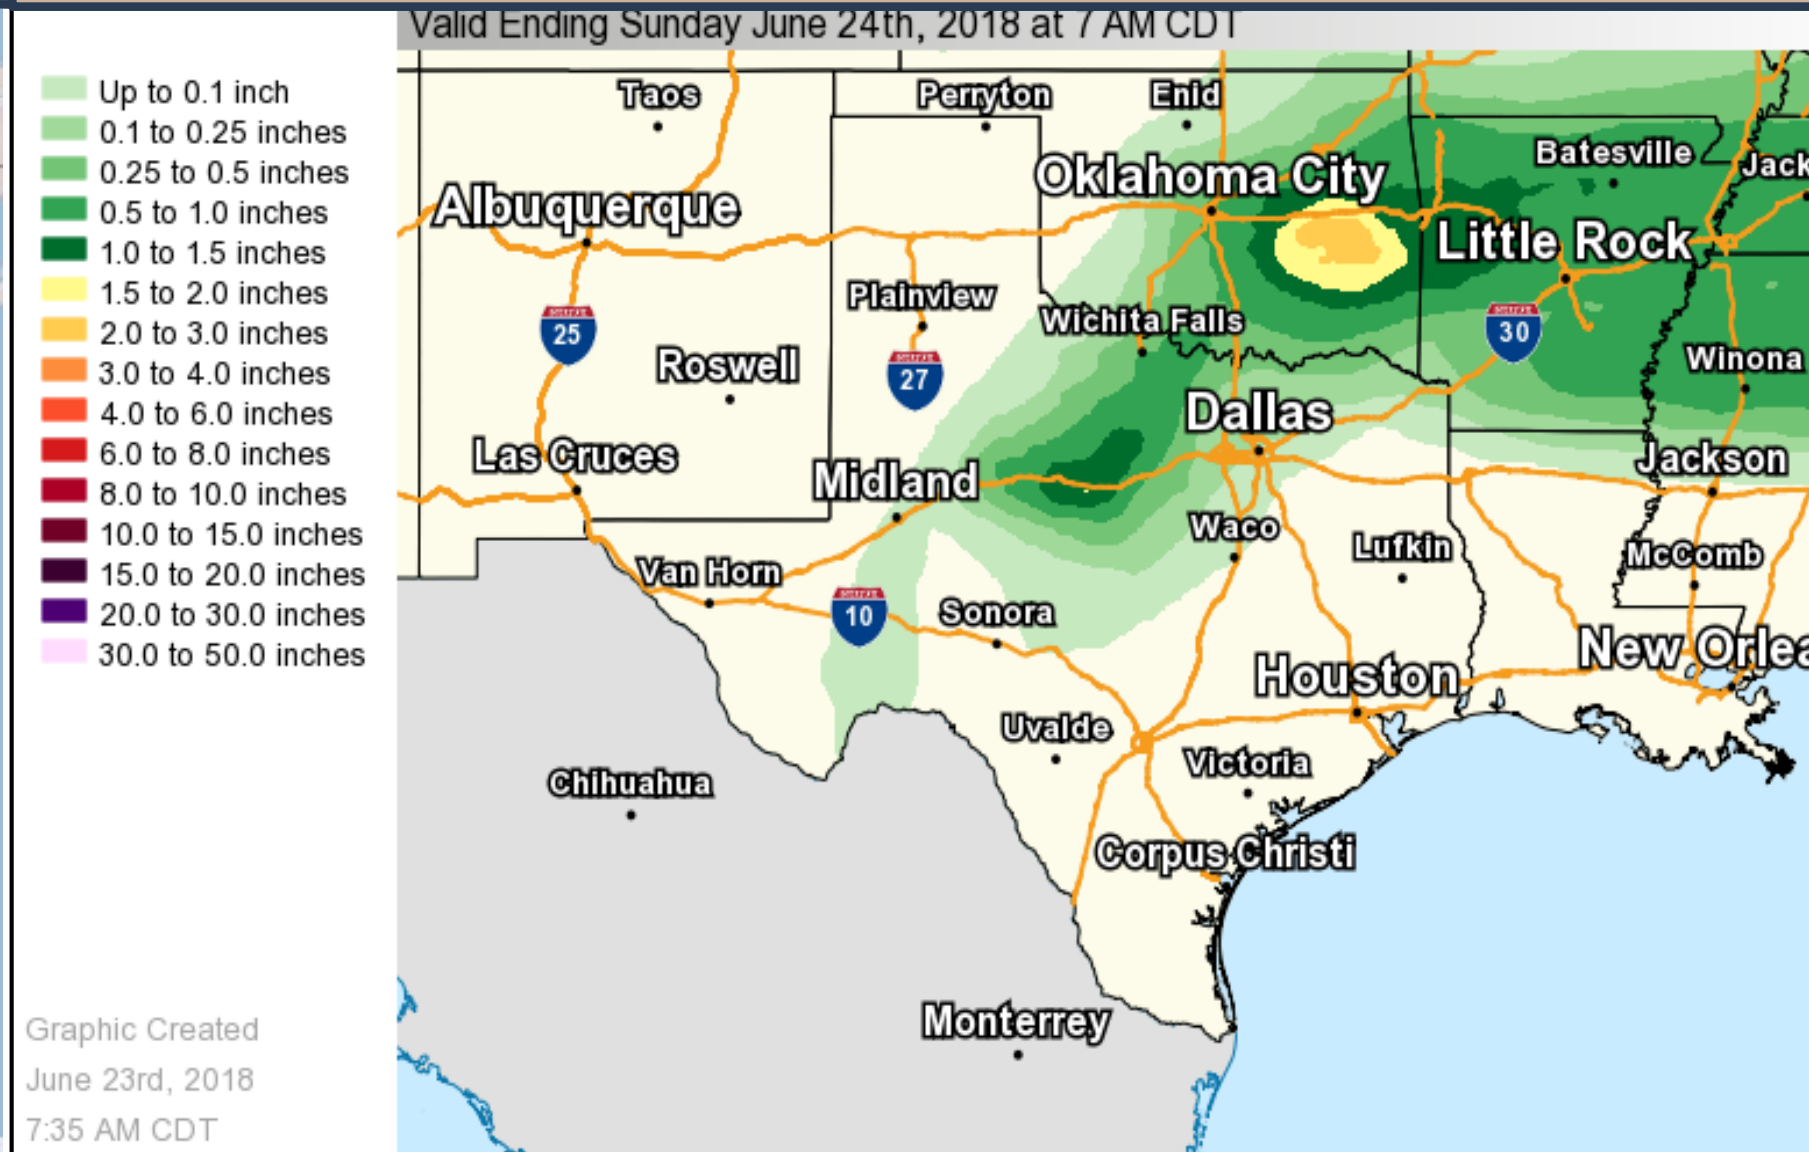 Valid Ending Sunday June 24th, 2018 at 7 AM CDT
Up to 0.1 inch
0.1 to 0.25 inches
0.25 to 0.5 inches
0.5 to 1.0 inches
1.0 to 1.5 inches
1.5 to 2.0 inches
2.0 to 3.0 inches
3.0 to 4.0 inches
4.0 to 6.0 inches
6.0 to 8.0 inches
8.0 to 10.0 inches
10.0 to 15.0 inches
15.0 to 20.0 inches
20.0 to 30.0 inches
30.0 to 50.0 inches
Graphic Created
June 23rd, 2018
7:35 AM CDT
Taos
Perryton
Enid
Batesville
Jack
Oklahoma City
Albuquerque
Little Rock
Plainview
Wichita Falls
25
30
Roswell
27
Winona
Dallas
Las Cruces
Midland
Jackson
Waco
Lufkin
McComb
Van Horn
10
Sonora
New Orlea
Houston
Uvalde
Victoria
Chihuahua
Corpus Christi
Monterrey